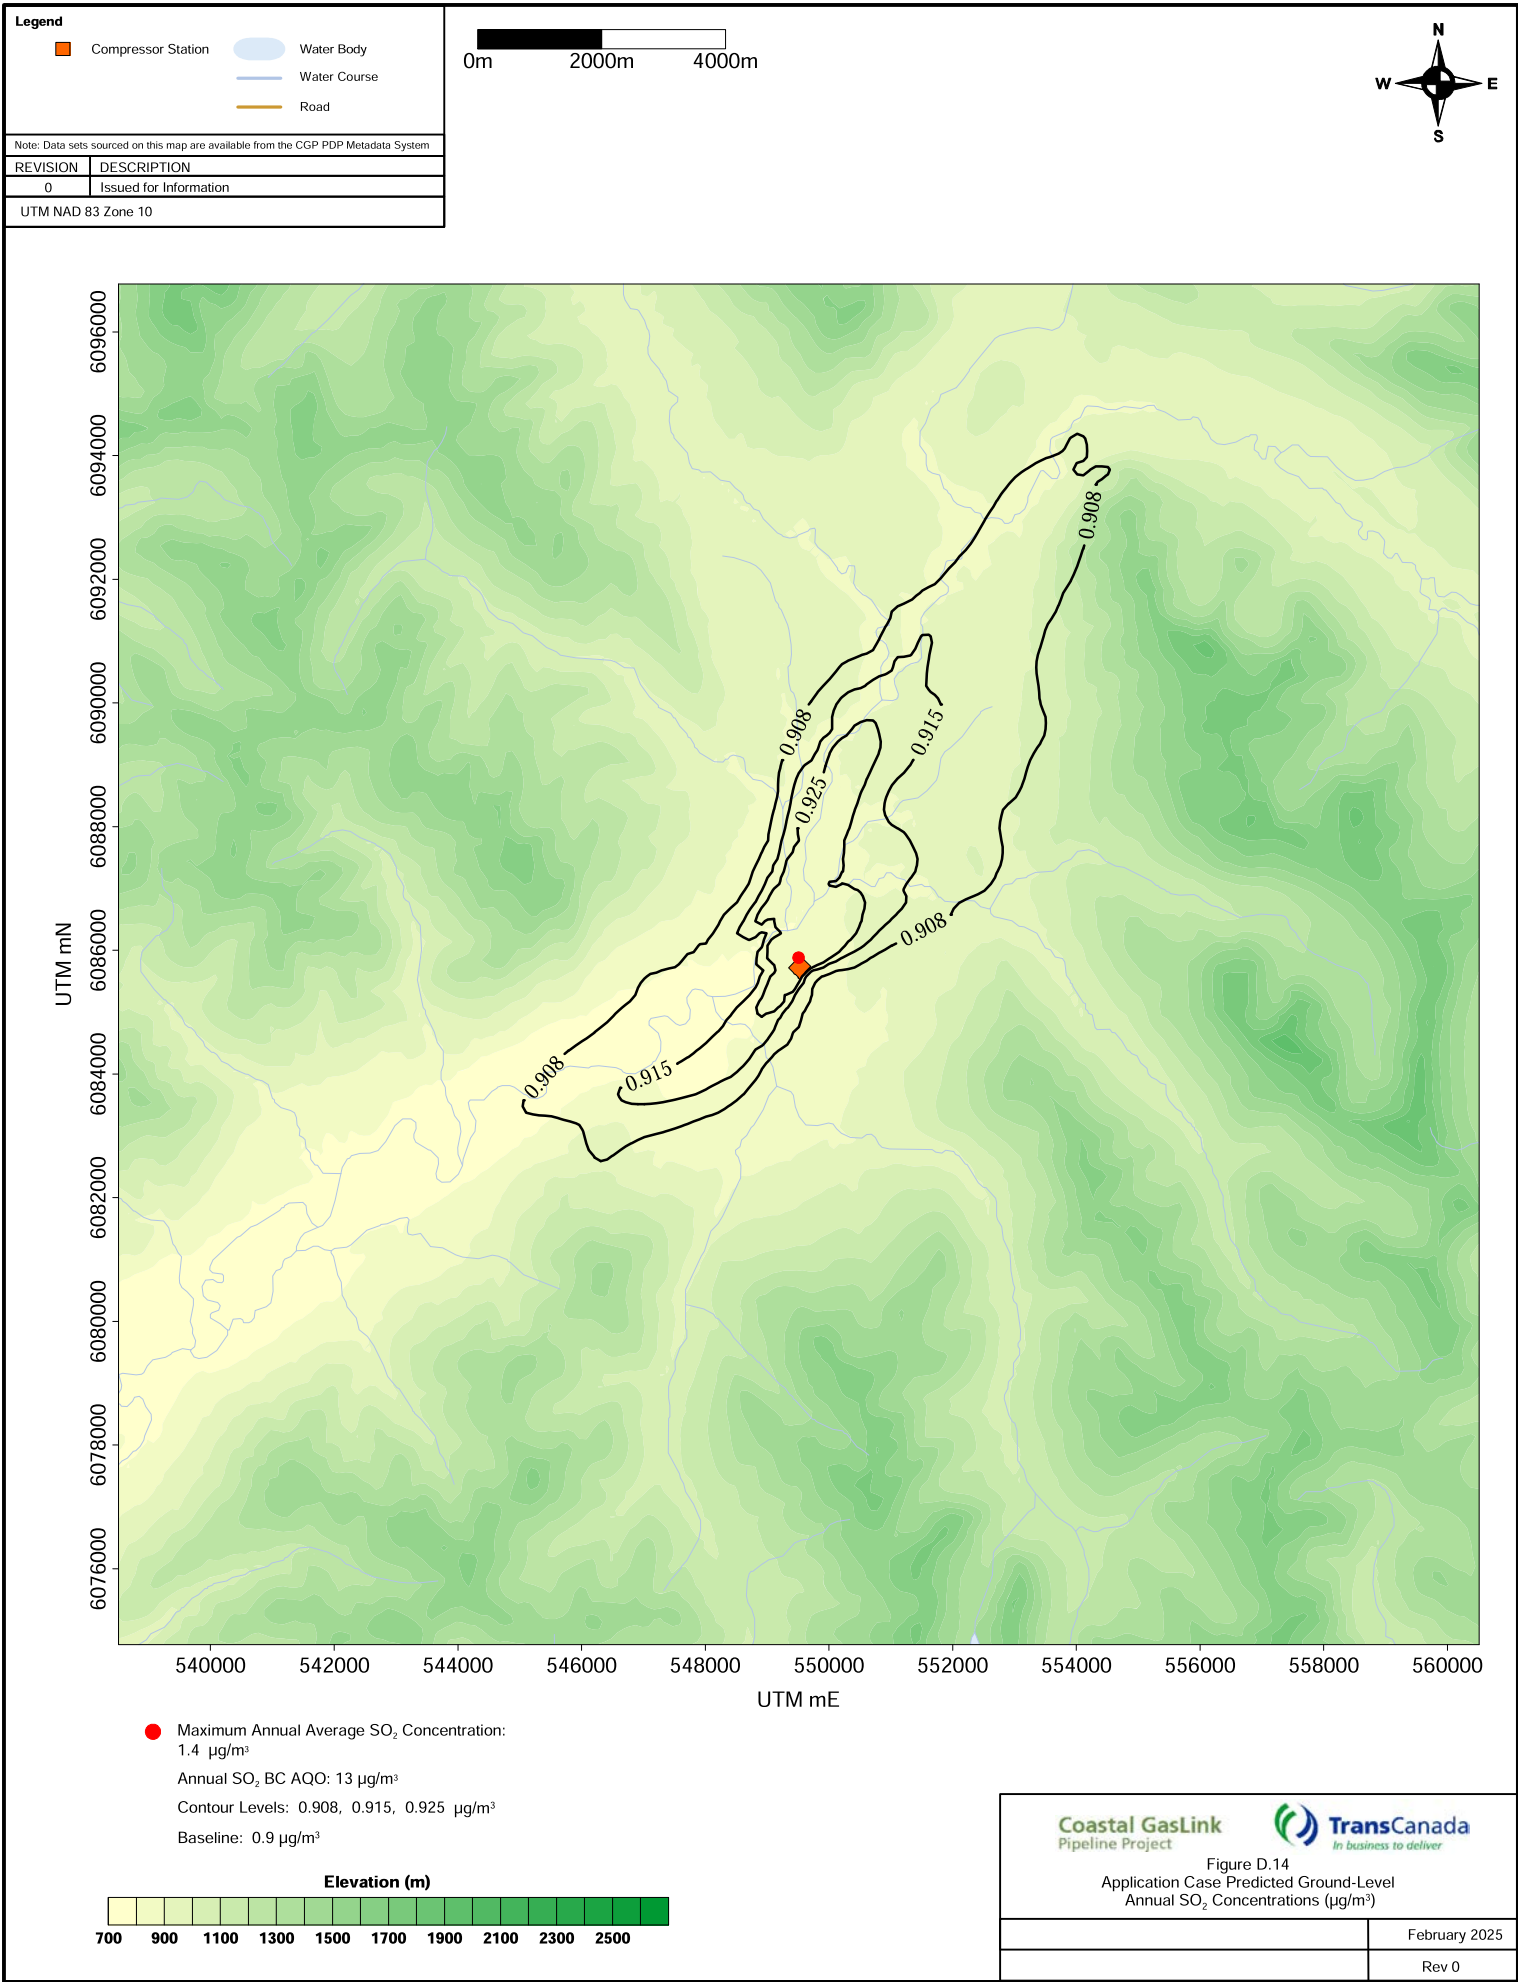 Legend
Compressor Station
Water Body
Water Course
Road
Note: Data sets sourced on this map are available from the CGP PDP Metadata System
REVISION DESCRIPTION
0 Issued for Information
UTM NAD 83 Zone 10
0m 2000m 4000m
N
W E
S
6096000
6094000
6092000
6090000
6088000
6086000
6084000
6082000
6080000
6078000
6076000
UTM mN
0.908
0.908
0.915
0.925
0.908
0.908
0.915
540000 542000 544000 546000 548000 550000 552000 554000 556000 558000 560000
UTM mE
Maximum Annual Average SO₂ Concentration:
1.4 µg/m³
Annual SO₂ BC AQO: 13 µg/m³
Contour Levels: 0.908, 0.915, 0.925 µg/m³
Baseline: 0.9 µg/m³
Elevation (m)
700 900 1100 1300 1500 1700 1900 2100 2300 2500
Coastal GasLink
Pipeline Project
TransCanada
In business to deliver
Figure D.14
Application Case Predicted Ground-Level
Annual SO₂ Concentrations (µg/m³)
February 2025
Rev 0